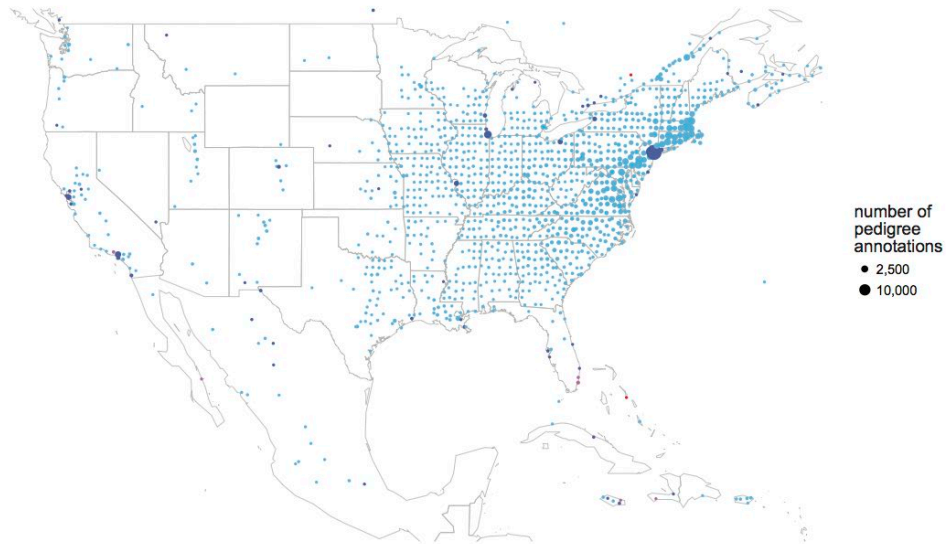 number of
pedigree
annotations
2,500
10,000